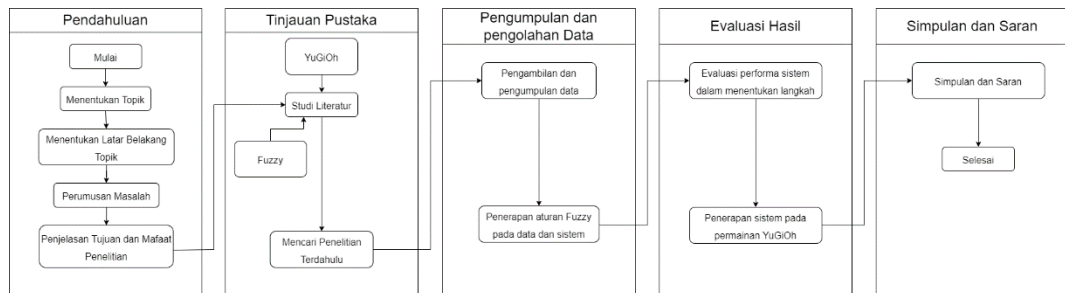 Pendahuluan
Mulai
Menentukan Topik
Menentukan Latar Belakang
Topik
Perumusan Masalah
Penjelasan Tujuan dan Mafaat
Penelitian
Tinjauan Pustaka
YuGiOh
Studi Literatur
Fuzzy
Mencari Penelitian
Terdahulu
Pengumpulan dan
pengolahan Data
Pengambilan dan
pengumpulan data
Penerapan aturan Fuzzy
pada data dan sistem
Evaluasi Hasil
Evaluasi performa sistem
dalam menentukan langkah
Penerapan sistem pada
permainan YuGiOh
Simpulan dan Saran
Simpulan dan Saran
Selesai